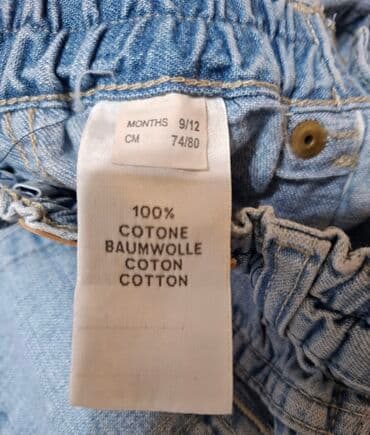 MONTHS 9/12
CM 74/80
100%
COTONE
BAUMWOLLE
COTON
COTTON